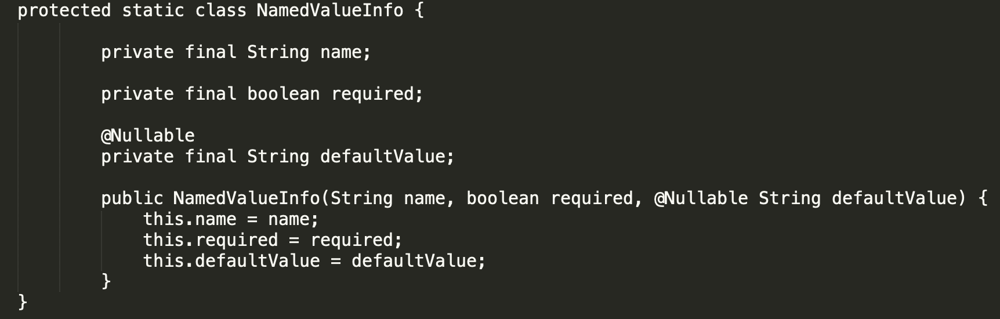 protected static class NamedValueInfo {
private final String name;
private final boolean required;
@Nullable
private final String defaultValue;
public NamedValueInfo(String name, boolean required, @Nullable String defaultValue) {
this.name = name;
this.required = required;
this.defaultValue = defaultValue;
}
}